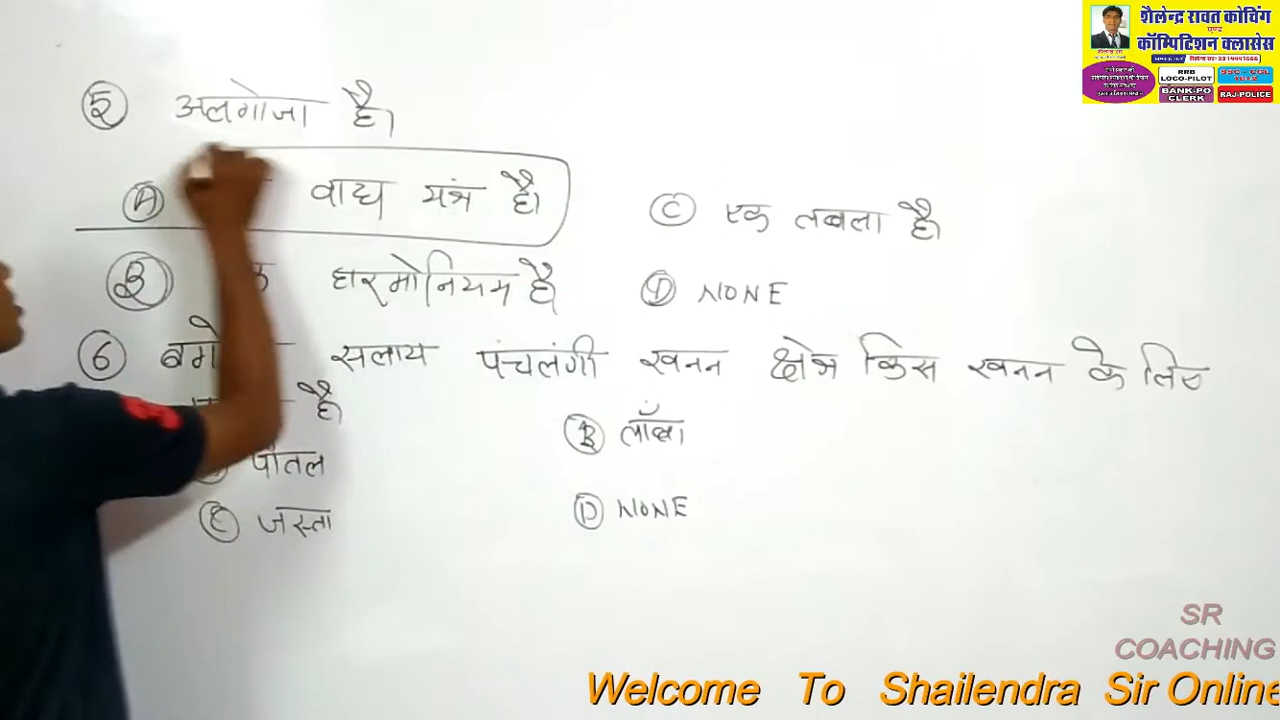 शैलेन्द्र रावत कोचिंग
एण्ड
कॉम्पिटिशन क्लासेस
RRB LOCO-PILOT
BANK-PO CLERK
RAJ-POLICE
⑤ अलगोजा है।
Ⓐ वाद्य यंत्र है।
Ⓒ एक तबला है।
Ⓑ हारमोनियम है
Ⓓ NONE
⑥ सलाय पंचलंगी खनन क्षेत्र किस खनन के लिए
है
पीतल
Ⓑ ताँबा
Ⓒ जस्ता
Ⓓ NONE
SR
COACHING
Welcome To Shailendra Sir Online